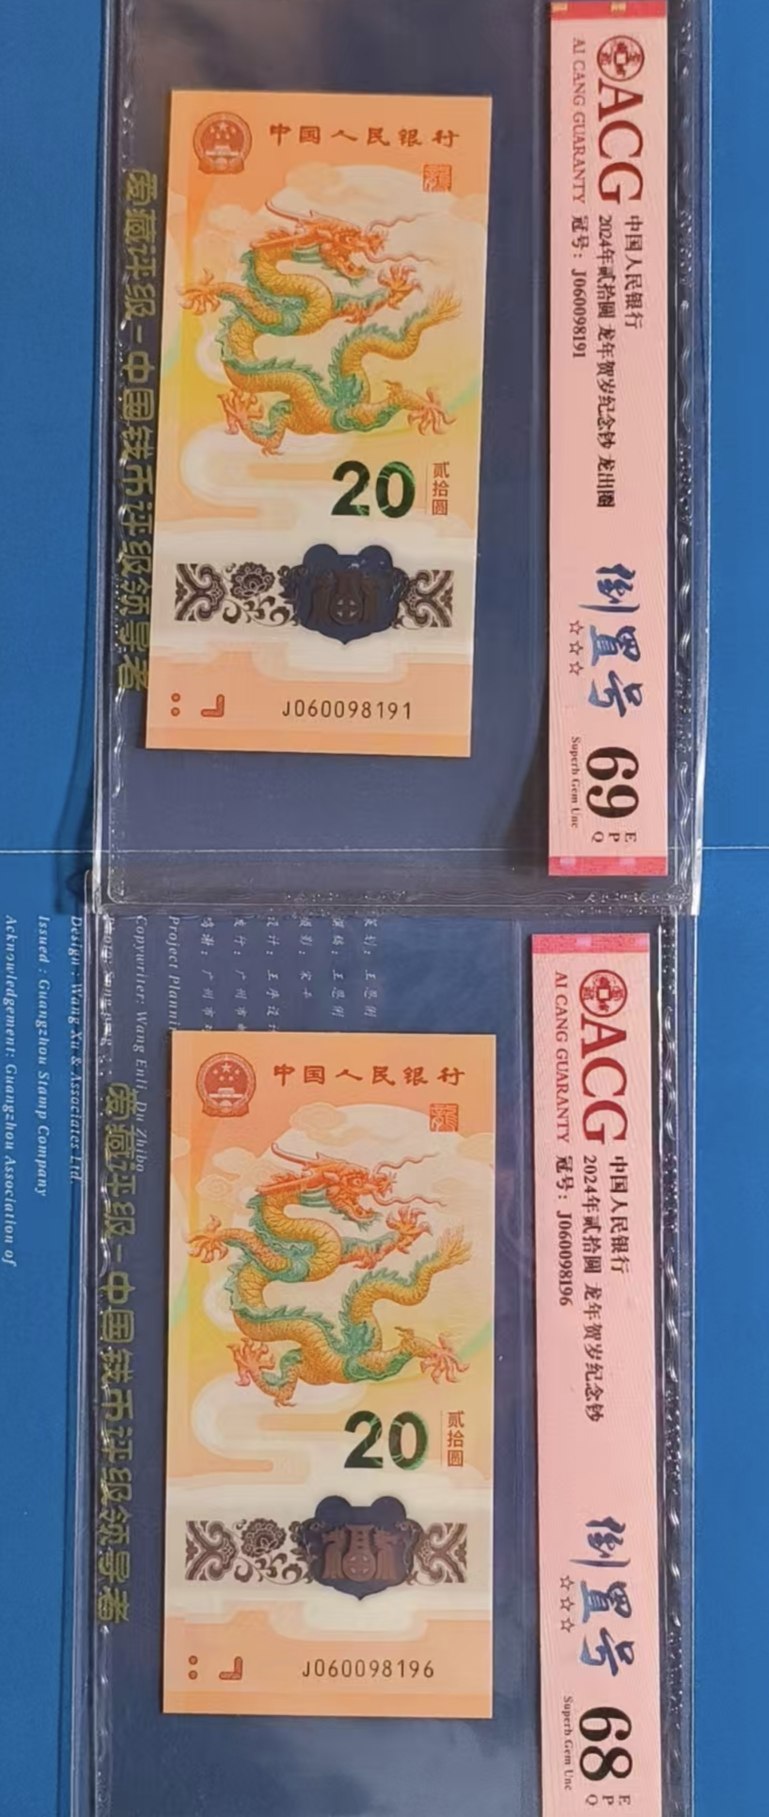 中国人民银行
贰拾圆
20
J060098191
爱藏评级-中国钱币评级领导者
ACG
AI CANG GUARANTY
中国人民银行
2024年贰拾圆 龙年贺岁纪念钞 龙出圈
冠号: J060098191
倒置号
☆☆☆
69
E
P
Q
Superb Gem Unc
中国人民银行
贰拾圆
20
J060098196
爱藏评级-中国钱币评级领导者
ACG
AI CANG GUARANTY
中国人民银行
2024年贰拾圆 龙年贺岁纪念钞
冠号: J060098196
倒置号
☆☆☆
68
E
P
Q
Superb Gem Unc
Project Planni
Copywriter: Wang Enli, Du Zhibo
Design: Wang Xu & Associates Ltd.
Issued : Guangzhou Stamp Company
Acknowledgement: Guangzhou Association of